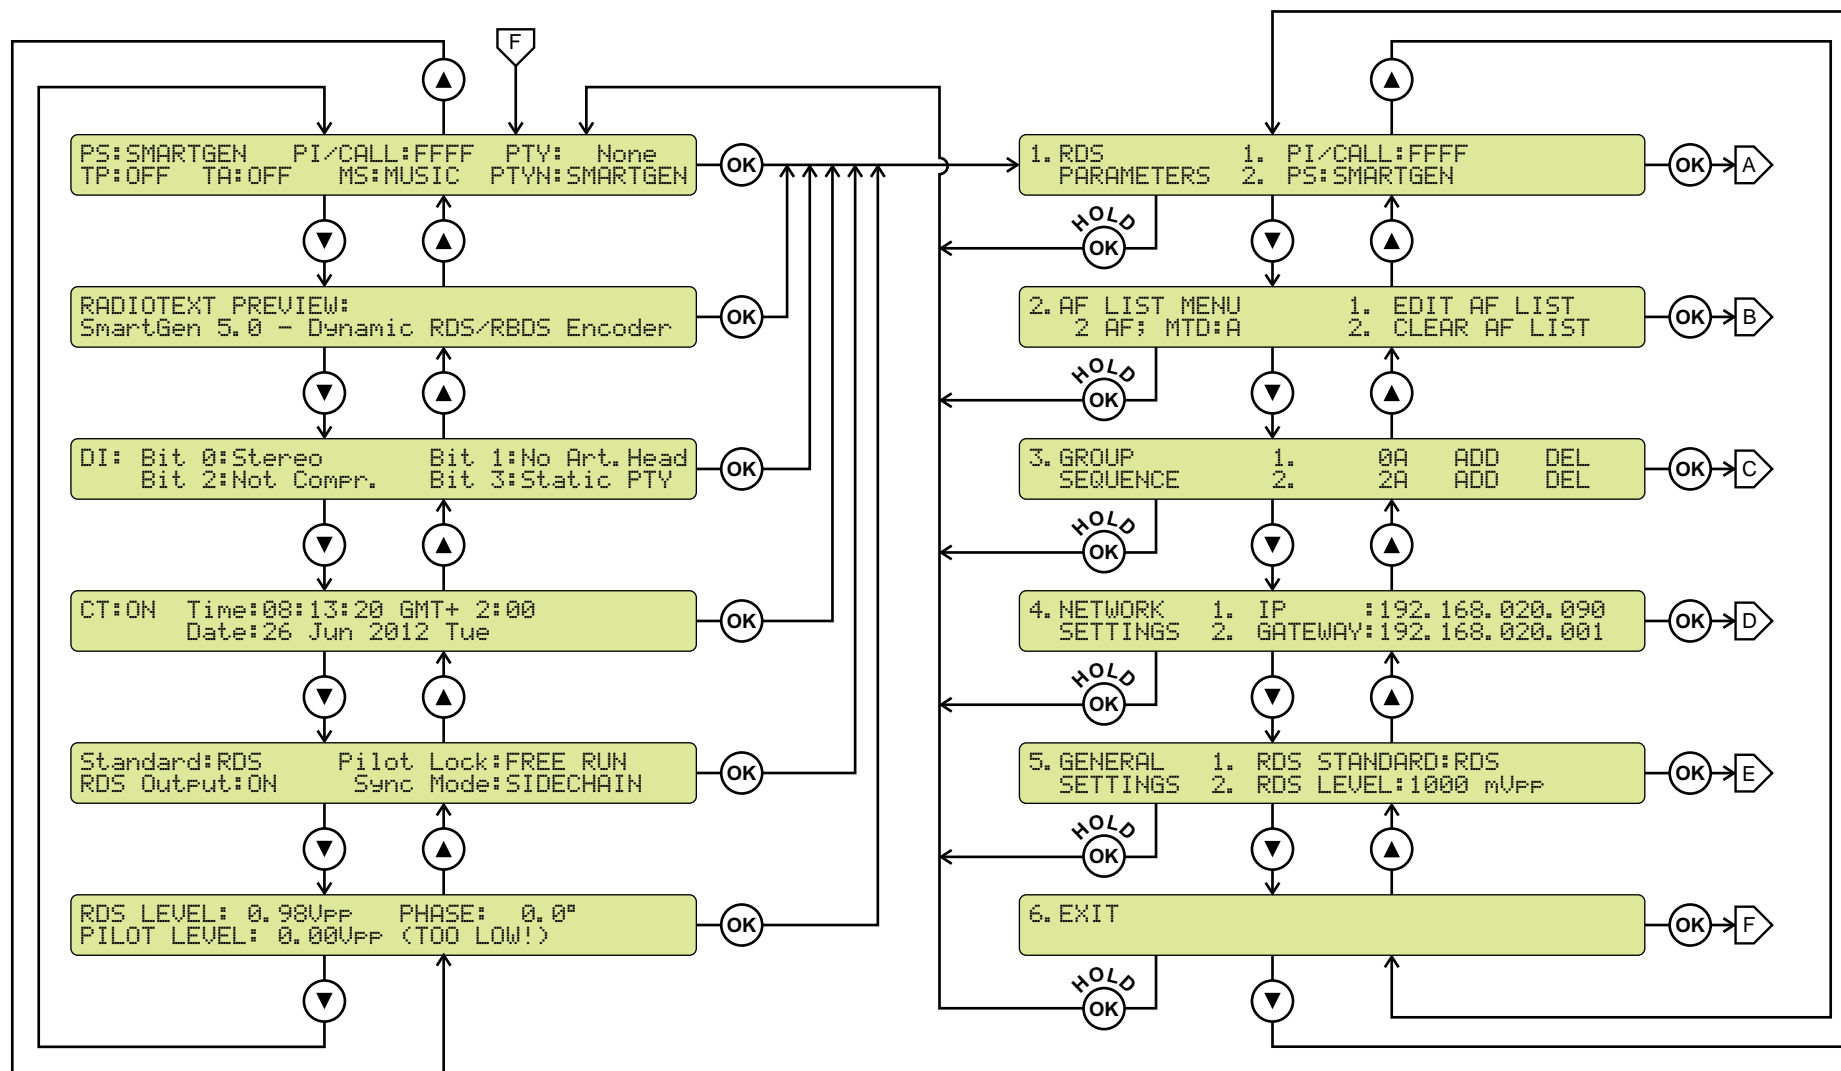 F
PS:SMARTGEN PI/CALL:FFFF PTY: None
TP:OFF TA:OFF MS:MUSIC PTYN:SMARTGEN
OK
RADIOTEXT PREVIEW:
SmartGen 5.0 - Dynamic RDS/RBDS Encoder
OK
DI: Bit 0:Stereo Bit 1:No Art.Head
Bit 2:Not Compr. Bit 3:Static PTY
OK
CT:ON Time:08:13:20 GMT+ 2:00
Date:26 Jun 2012 Tue
OK
Standard:RDS Pilot Lock:FREE RUN
RDS Output:ON Sync Mode:SIDECHAIN
OK
RDS LEVEL: 0.98Vpp PHASE: 0.0°
PILOT LEVEL: 0.00Vpp (TOO LOW!)
OK
1.RDS 1. PI/CALL:FFFF
PARAMETERS 2. PS:SMARTGEN
OK A
HOLD
OK
2.AF LIST MENU 1. EDIT AF LIST
2 AF; MTD:A 2. CLEAR AF LIST
OK B
HOLD
OK
3.GROUP 1. 0A ADD DEL
SEQUENCE 2. 2A ADD DEL
OK C
HOLD
OK
4.NETWORK 1. IP :192.168.020.090
SETTINGS 2. GATEWAY:192.168.020.001
OK D
HOLD
OK
5.GENERAL 1. RDS STANDARD:RDS
SETTINGS 2. RDS LEVEL:1000 mVpp
OK E
HOLD
OK
6.EXIT
OK F
HOLD
OK